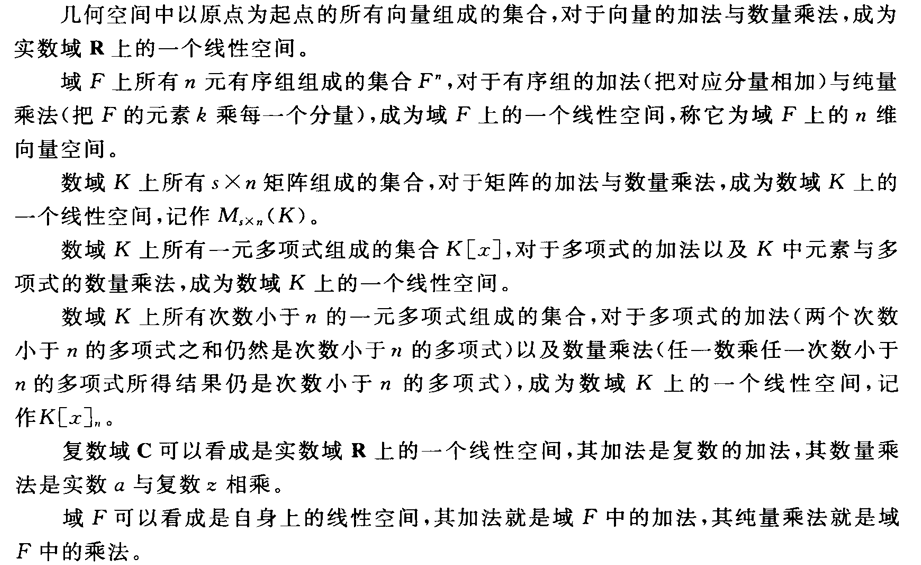 几何空间中以原点为起点的所有向量组成的集合,对于向量的加法与数量乘法,成为
实数域 R 上的一个线性空间。
域 F 上所有 n 元有序组组成的集合 Fⁿ,对于有序组的加法(把对应分量相加)与纯量
乘法(把 F 的元素 k 乘每一个分量),成为域 F 上的一个线性空间,称它为域 F 上的 n 维
向量空间。
数域 K 上所有 s×n 矩阵组成的集合,对于矩阵的加法与数量乘法,成为数域 K 上的
一个线性空间,记作 Mₛ×ₙ(K)。
数域 K 上所有一元多项式组成的集合 K[x],对于多项式的加法以及 K 中元素与多
项式的数量乘法,成为数域 K 上的一个线性空间。
数域 K 上所有次数小于 n 的一元多项式组成的集合,对于多项式的加法(两个次数
小于 n 的多项式之和仍然是次数小于 n 的多项式)以及数量乘法(任一数乘任一次数小于
n 的多项式所得结果仍是次数小于 n 的多项式),成为数域 K 上的一个线性空间,记
作K[x]ₙ。
复数域 C 可以看成是实数域 R 上的一个线性空间,其加法是复数的加法,其数量乘
法是实数 a 与复数 z 相乘。
域 F 可以看成是自身上的线性空间,其加法就是域 F 中的加法,其纯量乘法就是域
F 中的乘法。